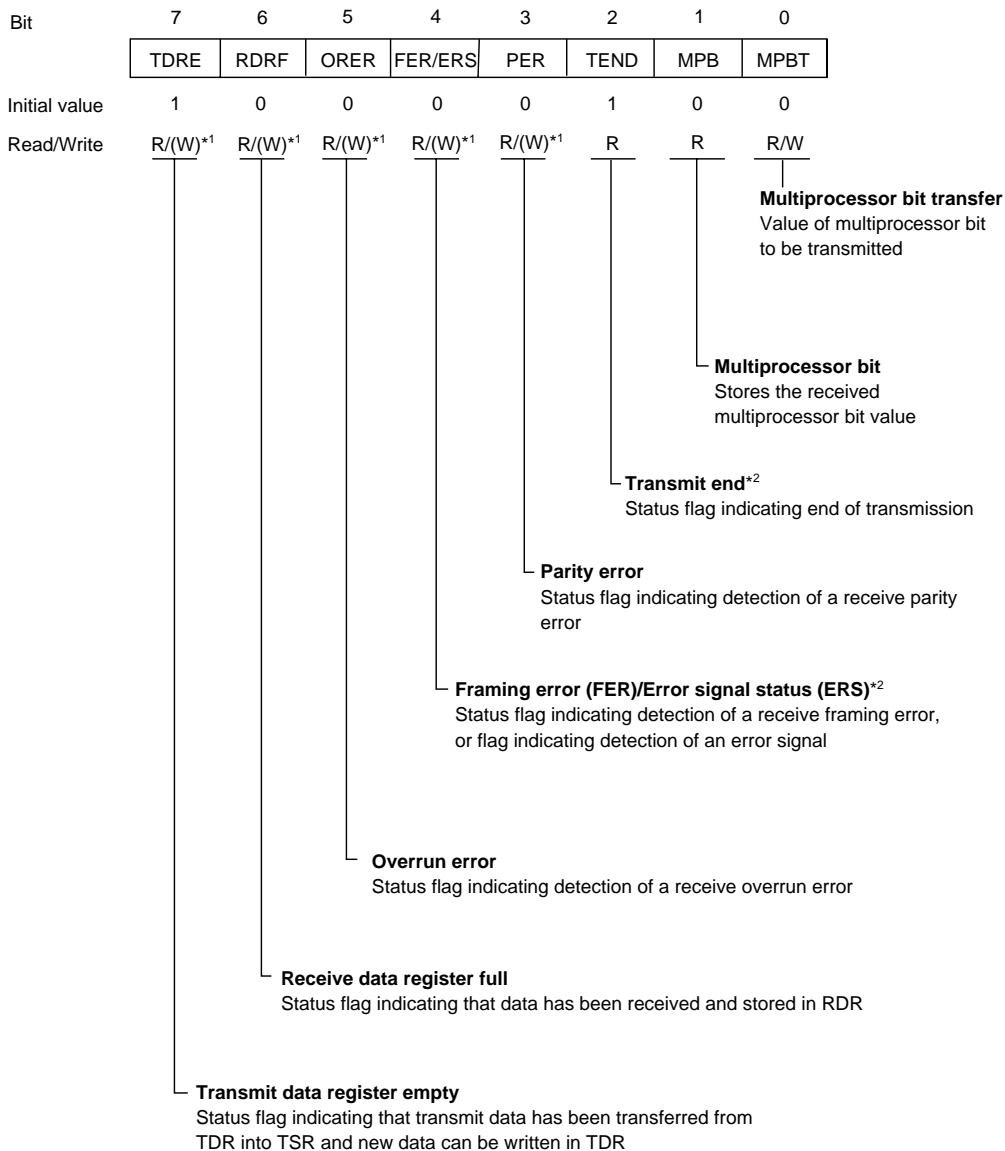 Bit 7 6 5 4 3 2 1 0
TDRE RDRF ORER FER/ERS PER TEND MPB MPBT
Initial value 1 0 0 0 0 1 0 0
Read/Write R/(W)*1 R/(W)*1 R/(W)*1 R/(W)*1 R/(W)*1 R R R/W
Multiprocessor bit transfer
Value of multiprocessor bit
to be transmitted
Multiprocessor bit
Stores the received
multiprocessor bit value
Transmit end*2
Status flag indicating end of transmission
Parity error
Status flag indicating detection of a receive parity
error
Framing error (FER)/Error signal status (ERS)*2
Status flag indicating detection of a receive framing error,
or flag indicating detection of an error signal
Overrun error
Status flag indicating detection of a receive overrun error
Receive data register full
Status flag indicating that data has been received and stored in RDR
Transmit data register empty
Status flag indicating that transmit data has been transferred from
TDR into TSR and new data can be written in TDR